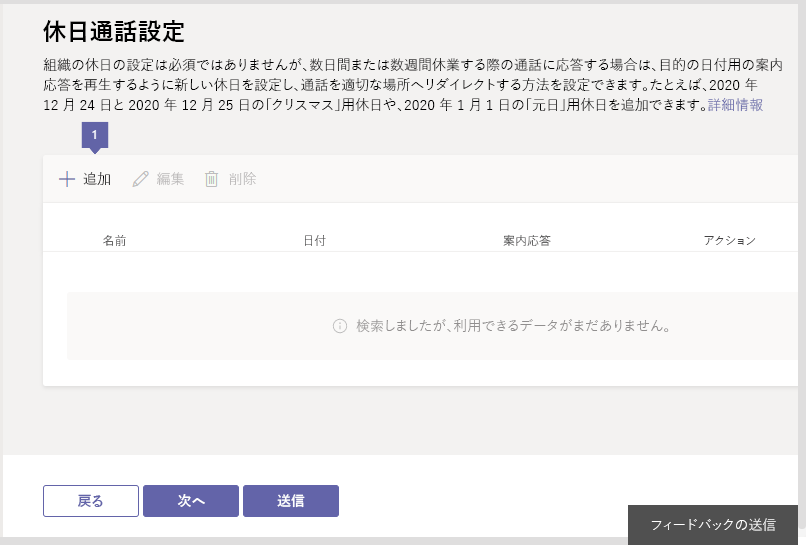 休日通話設定
組織の休日の設定は必須ではありませんが、数日間または数週間休業する際の通話に応答する場合は、目的の日付用の案内
応答を再生するように新しい休日を設定し、通話を適切な場所へリダイレクトする方法を設定できます。たとえば、2020 年
12 月 24 日と 2020 年 12 月 25 日の「クリスマス」用休日や、2020 年 1 月 1 日の「元日」用休日を追加できます。詳細情報
1
追加 編集 削除
名前 日付 案内応答 アクション
検索しましたが、利用できるデータがまだありません。
戻る 次へ 送信
フィードバックの送信